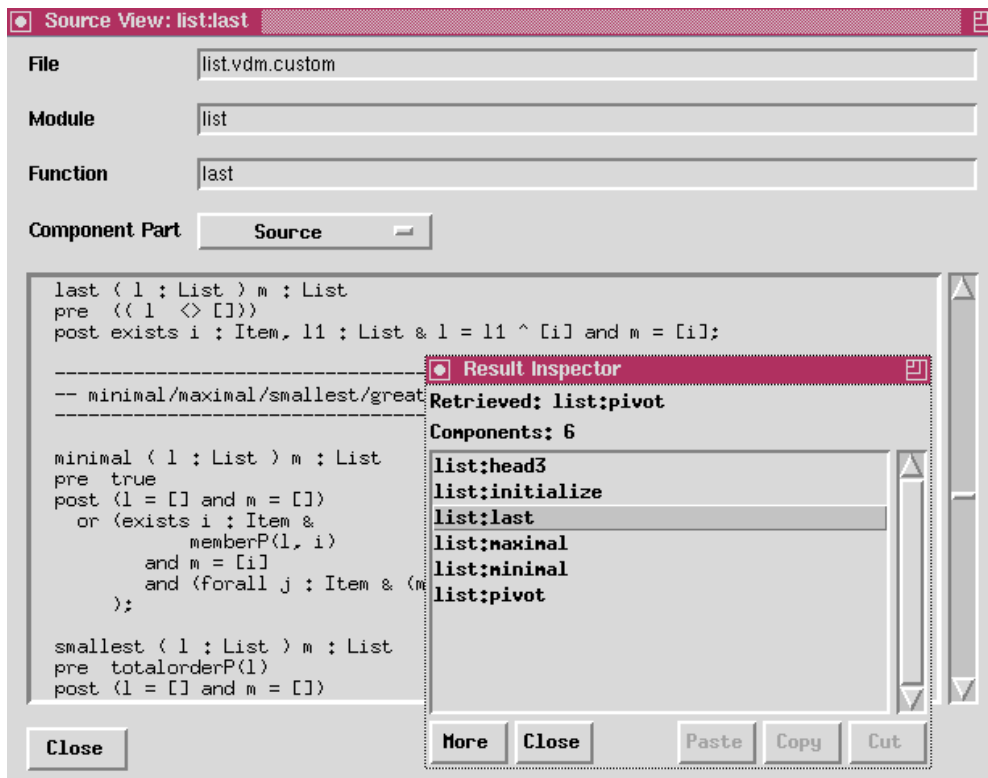 Source View: list:last
File list.vdm.custom
Module list
Function last
Component Part Source
last ( l : List ) m : List
pre (( l <> []))
post exists i : Item, l1 : List & l = l1 ^ [i] and m = [i];
--------------------------------
-- minimal/maximal/smallest/great
--------------------------------
minimal ( l : List ) m : List
pre true
post (l = [] and m = [])
or (exists i : Item &
memberP(l, i)
and m = [i]
and (forall j : Item & (m
);
smallest ( l : List ) m : List
pre totalorderP(l)
post (l = [] and m = [])
Close
Result Inspector
Retrieved: list:pivot
Components: 6
list:head3
list:initialize
list:last
list:maximal
list:minimal
list:pivot
More Close Paste Copy Cut